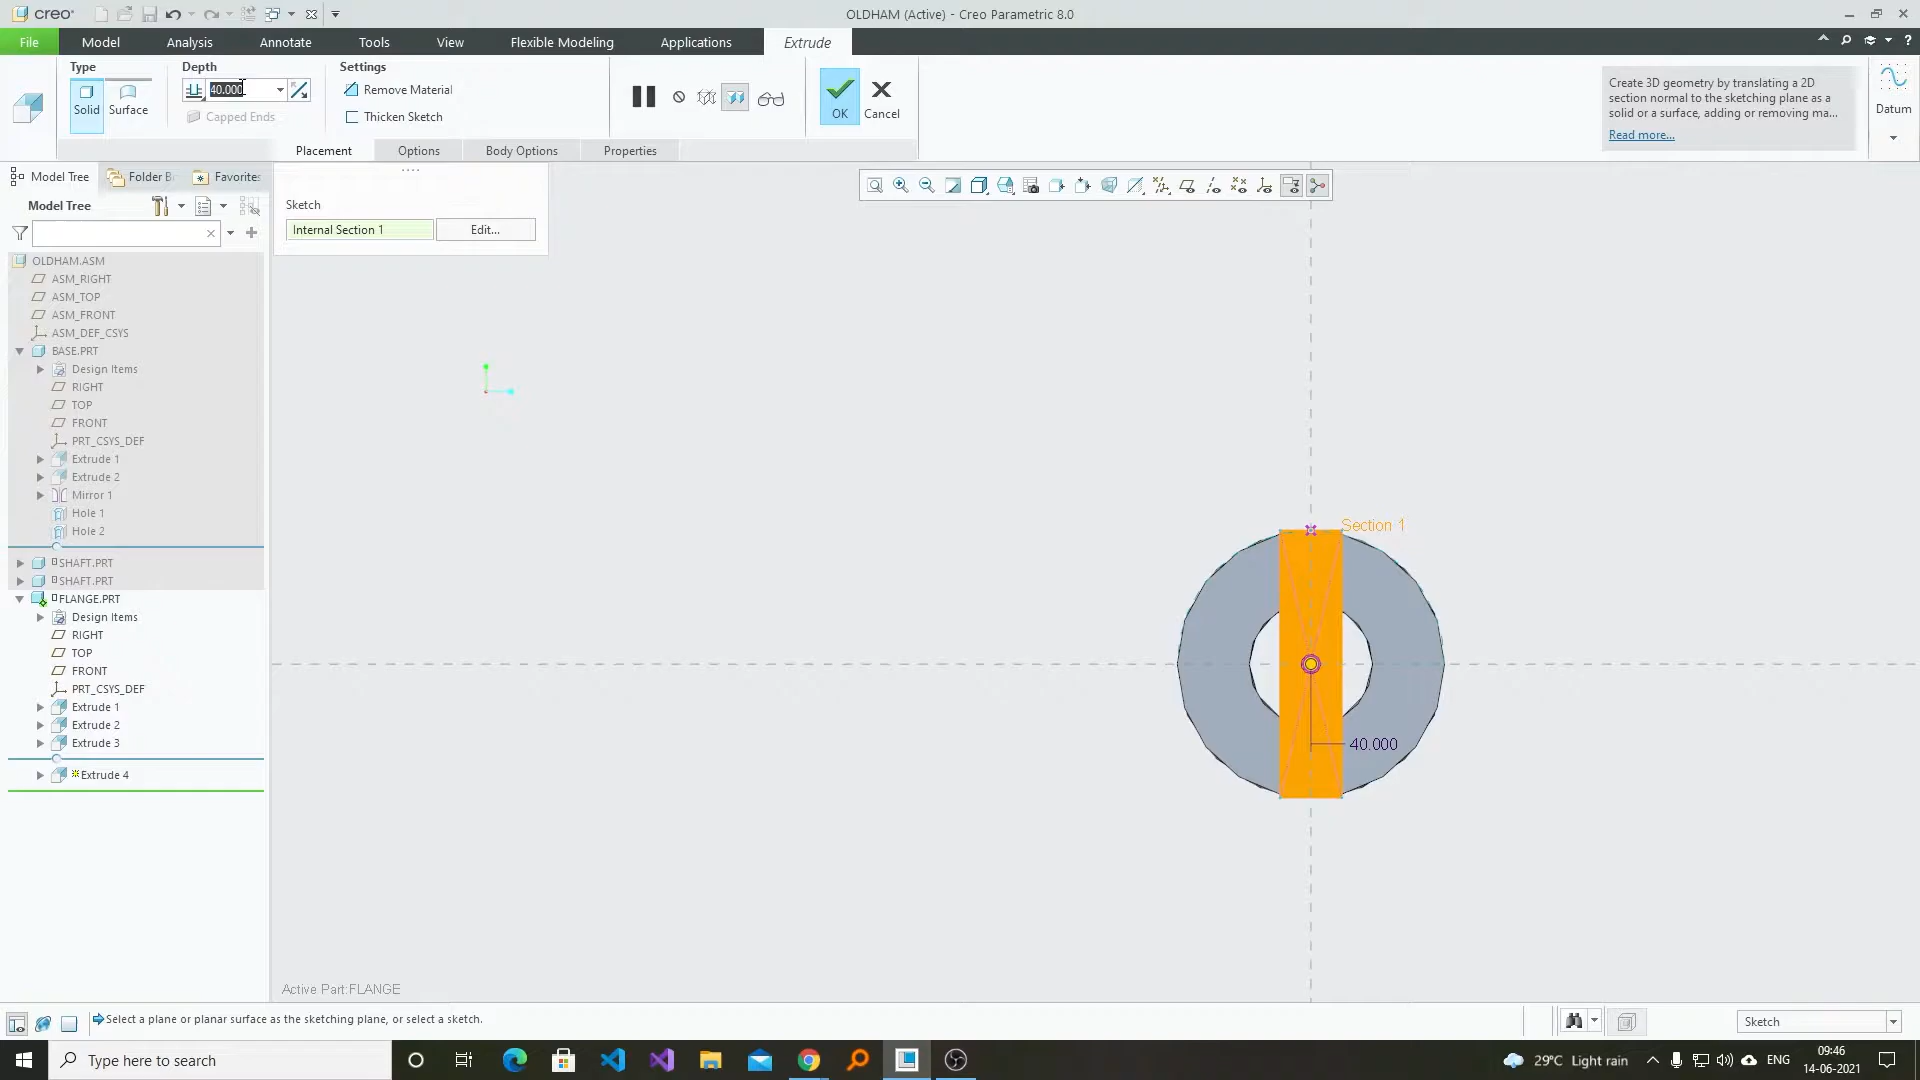 creo
OLDHAM (Active) - Creo Parametric 8.0
File
Model
Analysis
Annotate
Tools
View
Flexible Modeling
Applications
Extrude
Type
Depth
Settings
40.000
Remove Material
Solid
Surface
Capped Ends
Thicken Sketch
OK
Cancel
Create 3D geometry by translating a 2D
section normal to the sketching plane as a
solid or a surface, adding or removing ma...
Read more...
Datum
Placement
Options
Body Options
Properties
Model Tree
Folder B
Favorites
Model Tree
Sketch
Internal Section 1
Edit...
OLDHAM.ASM
ASM_RIGHT
ASM_TOP
ASM_FRONT
ASM_DEF_CSYS
BASE.PRT
Design Items
RIGHT
TOP
FRONT
PRT_CSYS_DEF
Extrude 1
Extrude 2
Mirror 1
Hole 1
Hole 2
SHAFT.PRT
SHAFT.PRT
FLANGE.PRT
Design Items
RIGHT
TOP
FRONT
PRT_CSYS_DEF
Extrude 1
Extrude 2
Extrude 3
Extrude 4
Section 1
40.000
Active Part:FLANGE
Select a plane or planar surface as the sketching plane, or select a sketch.
Sketch
Type here to search
29°C Light rain
ENG
09:46
14-06-2021